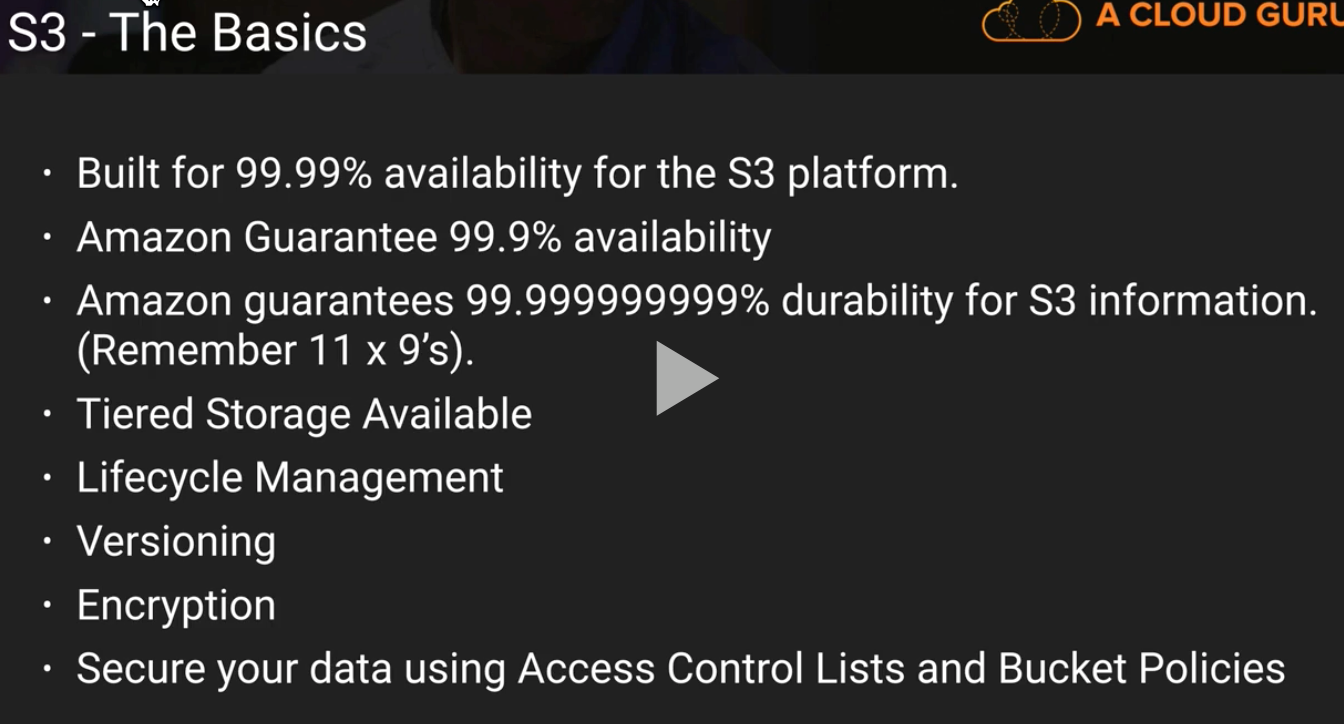 S3 - The Basics
A CLOUD GURU
· Built for 99.99% availability for the S3 platform.
· Amazon Guarantee 99.9% availability
· Amazon guarantees 99.999999999% durability for S3 information.
(Remember 11 x 9’s).
· Tiered Storage Available
· Lifecycle Management
· Versioning
· Encryption
· Secure your data using Access Control Lists and Bucket Policies